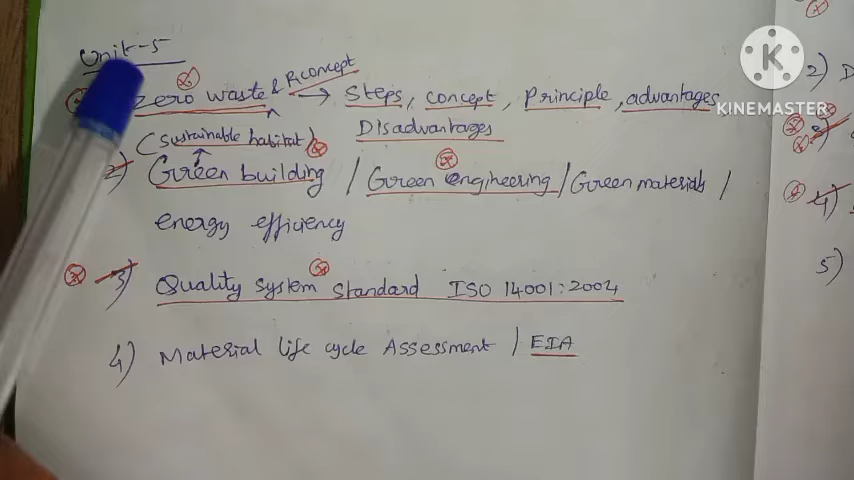 Unit-5
zero waste & R concept → Steps, concept, principle, advantages,
(sustainable habitat) Disadvantages
2) Green building / Green engineering / Green materials /
energy efficiency
3) Quality system standard ISO 14001:2004
4) Material life cycle Assessment / EIA
2) D
4)
5)
KINEMASTER